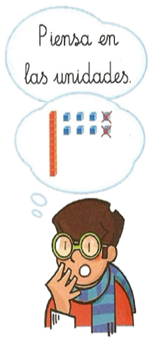 Piensa en
las unidades.